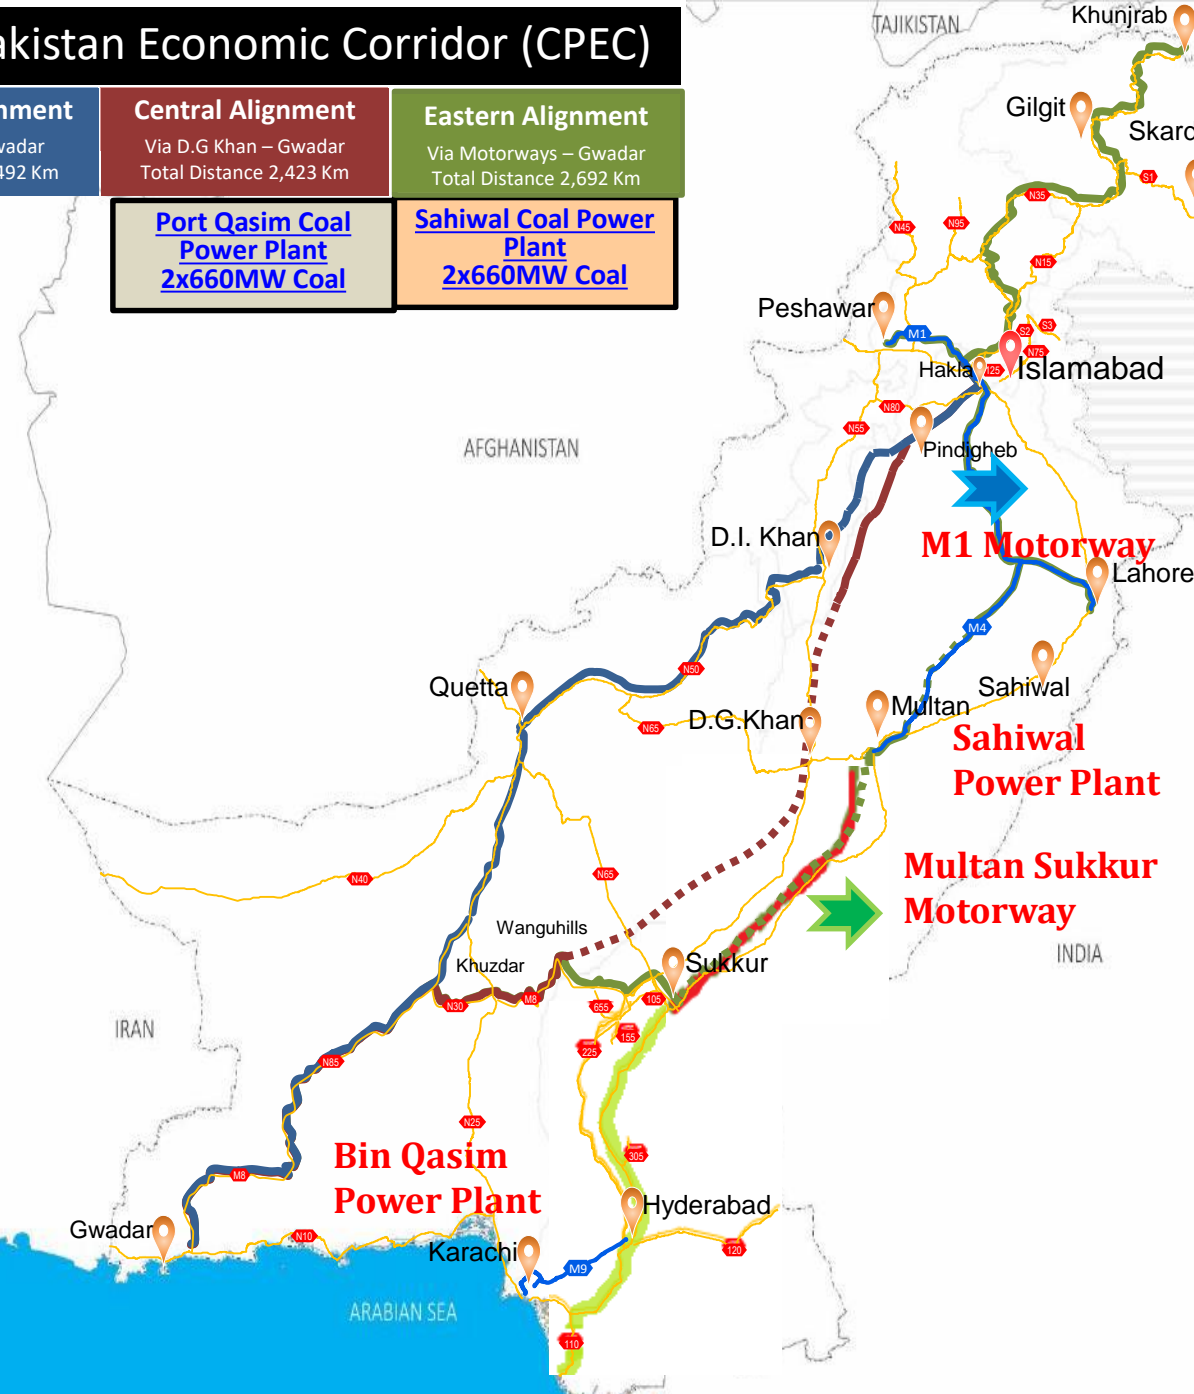 akistan Economic Corridor (CPEC)
nment
Central Alignment
Eastern Alignment
wadar
Via D.G Khan – Gwadar
Via Motorways – Gwadar
492 Km
Total Distance 2,423 Km
Total Distance 2,692 Km
Port Qasim Coal
Power Plant
2x660MW Coal
Sahiwal Coal Power
Plant
2x660MW Coal
TAJIKISTAN
Khunjrab
Gilgit
Skard
S1
N35
N45
N95
N15
Peshawar
M1
S2
S3
N75
Hakla
125
Islamabad
N80
N55
AFGHANISTAN
Pindigheb
D.I. Khan
M1 Motorway
Lahore
M4
N50
Quetta
Sahiwal
Multan
D.G.Khan
N65
Sahiwal
Power Plant
Multan Sukkur
Motorway
N40
N65
Wanguhills
INDIA
Khuzdar
Sukkur
N30
M8
655
105
IRAN
155
225
N85
N25
Bin Qasim
Power Plant
305
M8
Hyderabad
Gwadar
N10
Karachi
120
M9
ARABIAN SEA
110